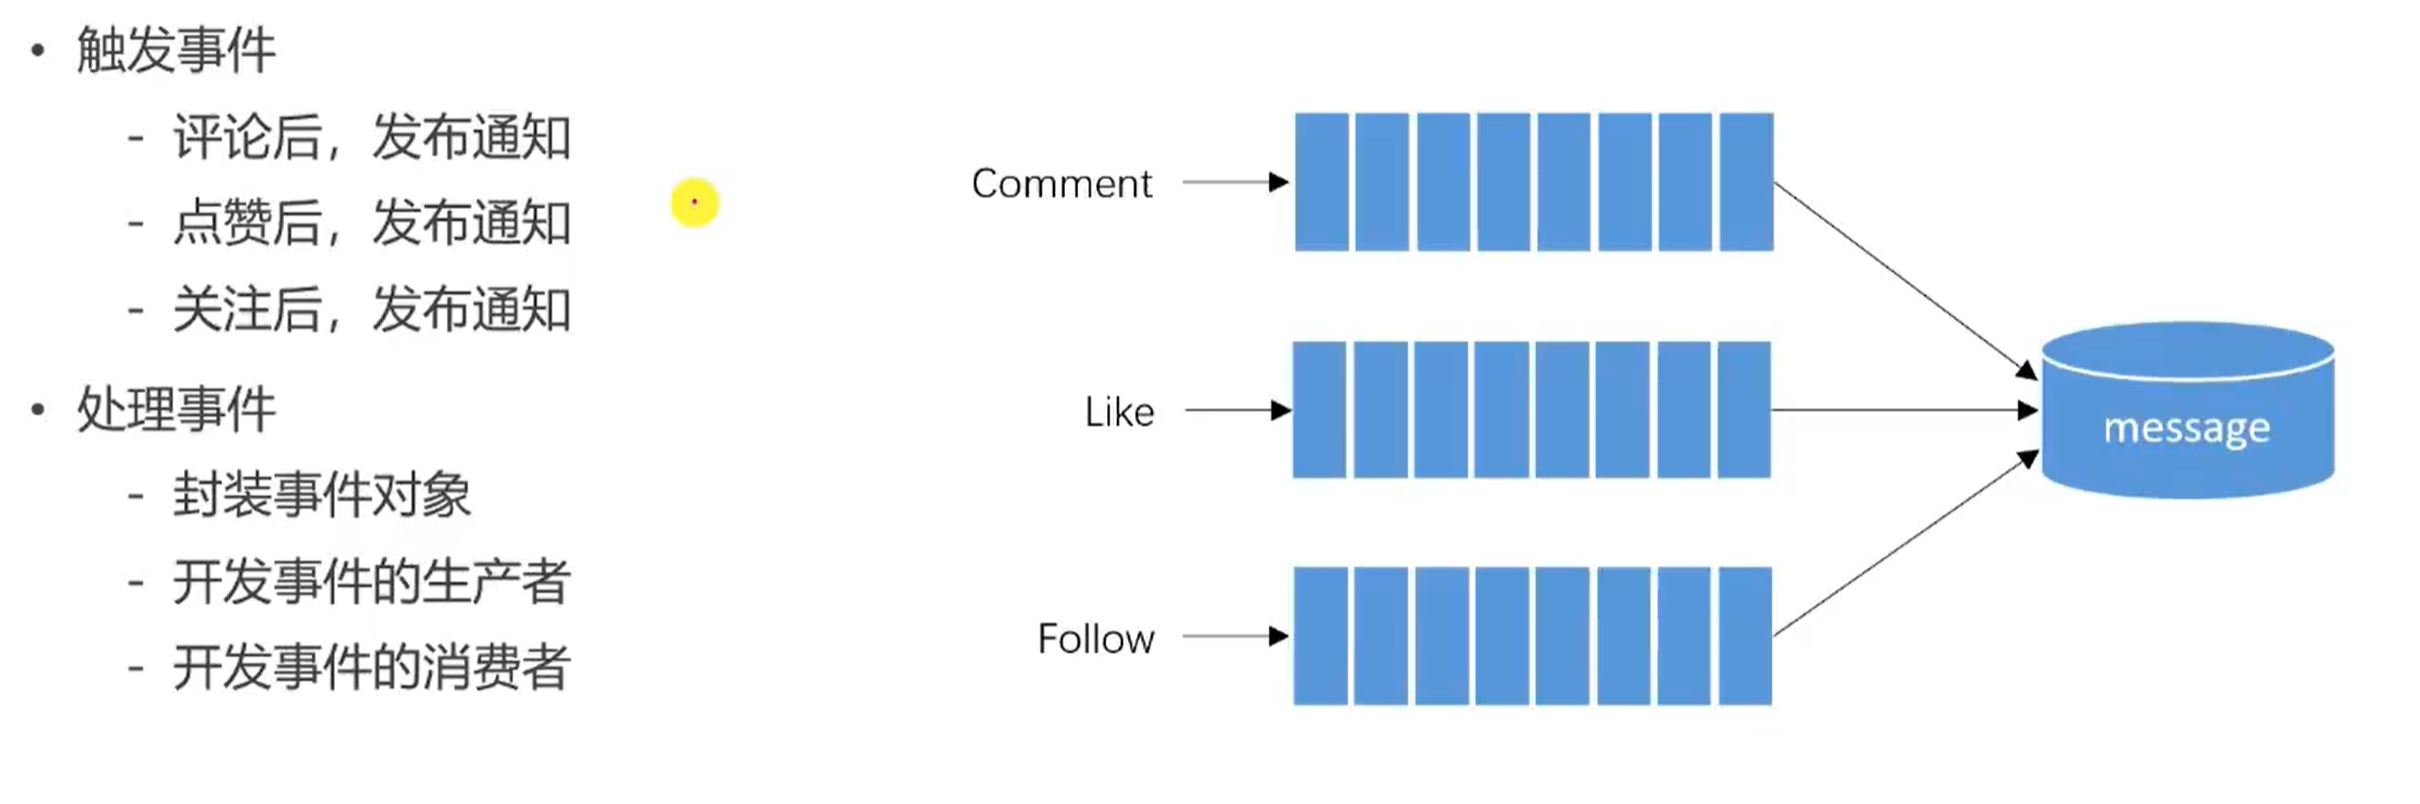 • 触发事件
- 评论后，发布通知
- 点赞后，发布通知
- 关注后，发布通知
• 处理事件
- 封装事件对象
- 开发事件的生产者
- 开发事件的消费者
Comment
Like
Follow
message